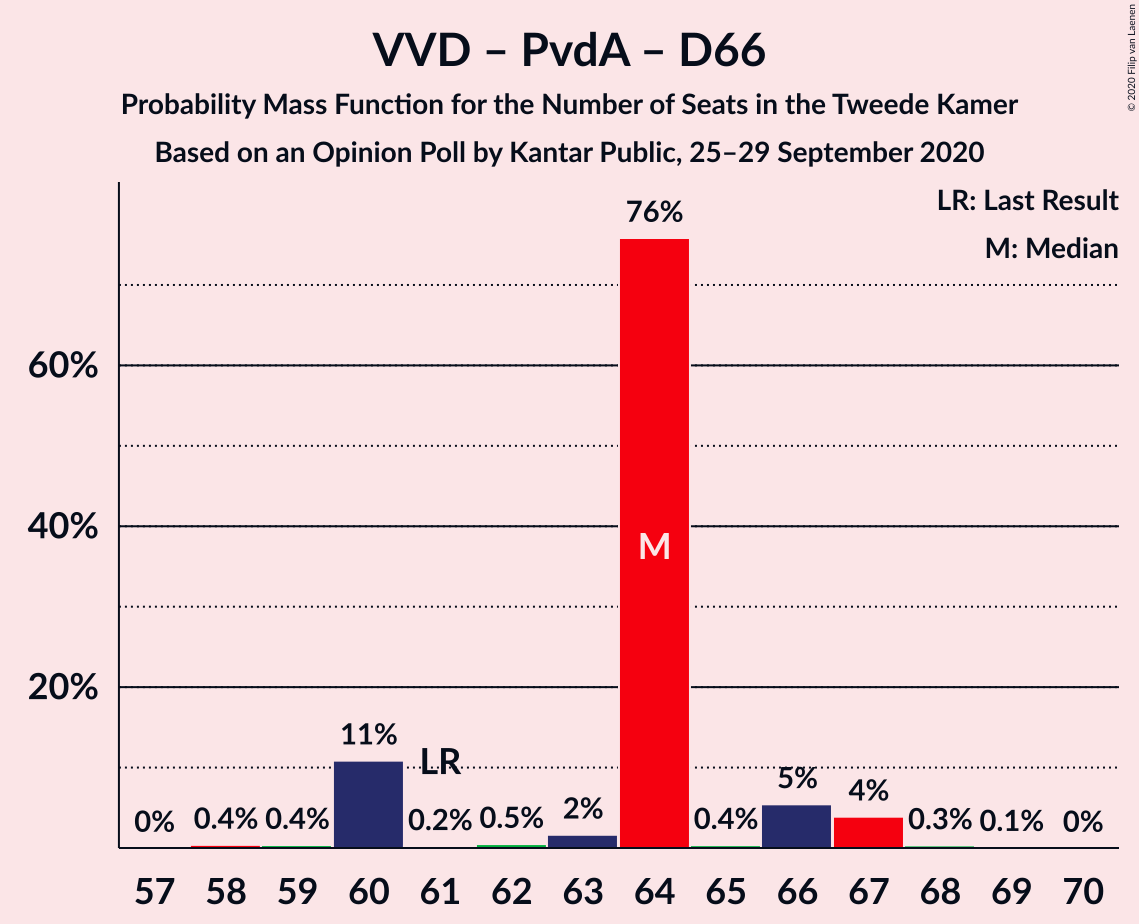 VVD – PvdA – D66
Probability Mass Function for the Number of Seats in the Tweede Kamer
Based on an Opinion Poll by Kantar Public, 25–29 September 2020
© 2020 Filip van Laenen
LR: Last Result
M: Median
60%
40%
20%
0% 0.4% 0.4% 11% 0.2% 0.5% 2% 76% 0.4% 5% 4% 0.3% 0.1% 0%
LR
M
57 58 59 60 61 62 63 64 65 66 67 68 69 70